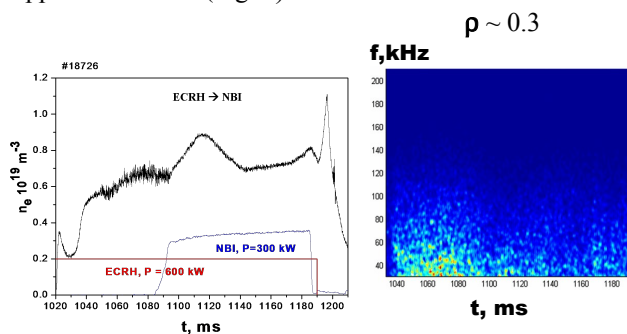 ρ ~ 0.3
f,kHz
#18726
ECRH → NBI
n_e 10^19 m^-3
1.2
1.0
0.8
0.6
0.4
0.2
0.0
NBI, P=300 kW
ECRH, P = 600 kW
1020 1040 1060 1080 1100 1120 1140 1160 1180 1200
t, ms
200
180
160
140
120
100
80
60
40
1040 1060 1080 1100 1120 1140 1160 1180
t, ms